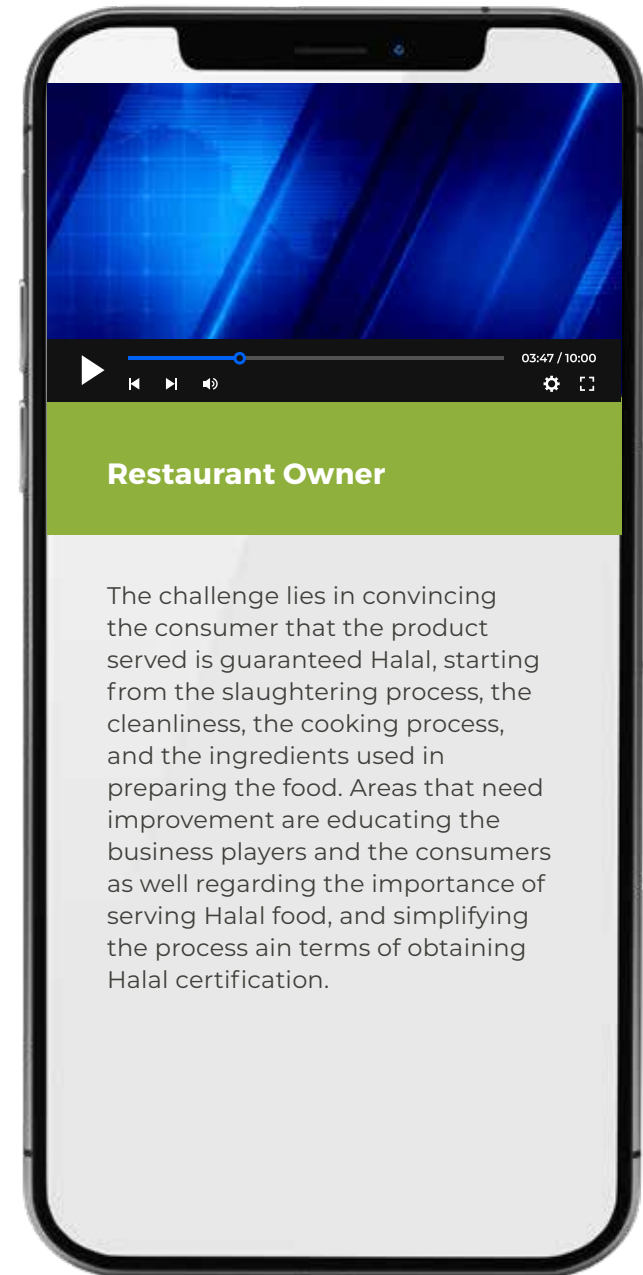 03:47 / 10:00
Restaurant Owner
The challenge lies in convincing
the consumer that the product
served is guaranteed Halal, starting
from the slaughtering process, the
cleanliness, the cooking process,
and the ingredients used in
preparing the food. Areas that need
improvement are educating the
business players and the consumers
as well regarding the importance of
serving Halal food, and simplifying
the process ain terms of obtaining
Halal certification.